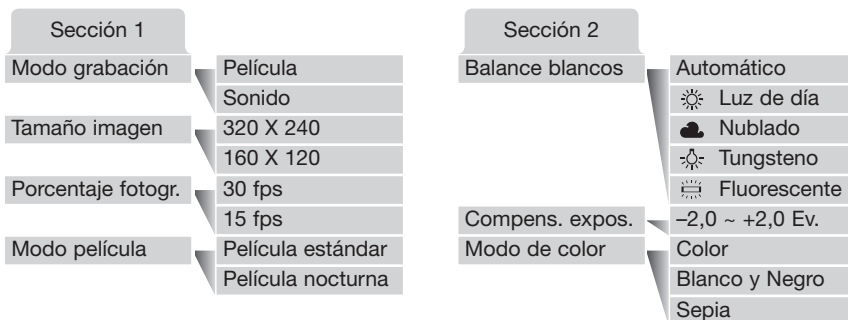 Sección 1
Modo grabación
Película
Sonido
Tamaño imagen
320 X 240
160 X 120
Porcentaje fotogr.
30 fps
15 fps
Modo película
Película estándar
Película nocturna
Sección 2
Balance blancos
Automático
Luz de día
Nublado
Tungsteno
Fluorescente
Compens. expos.
–2,0 ~ +2,0 Ev.
Modo de color
Color
Blanco y Negro
Sepia